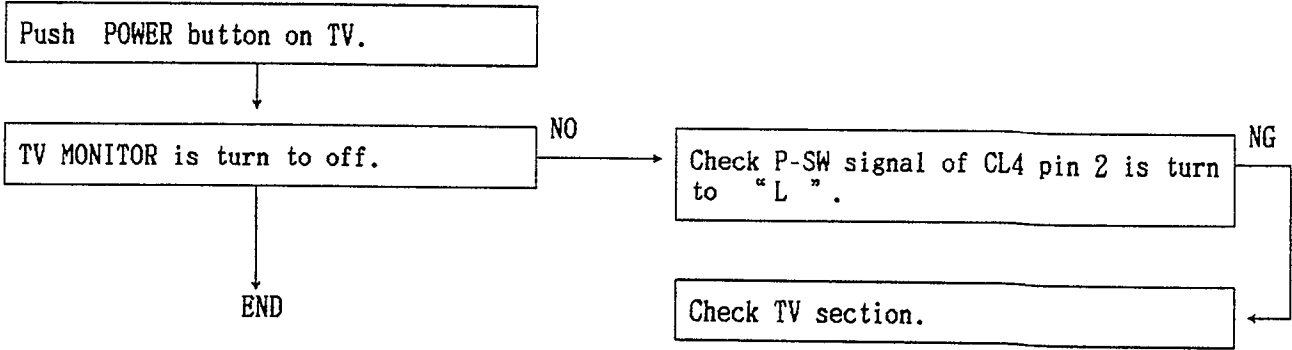 Push POWER button on TV.
TV MONITOR is turn to off.
NO
Check P-SW signal of CL4 pin 2 is turn
to “L”.
NG
END
Check TV section.